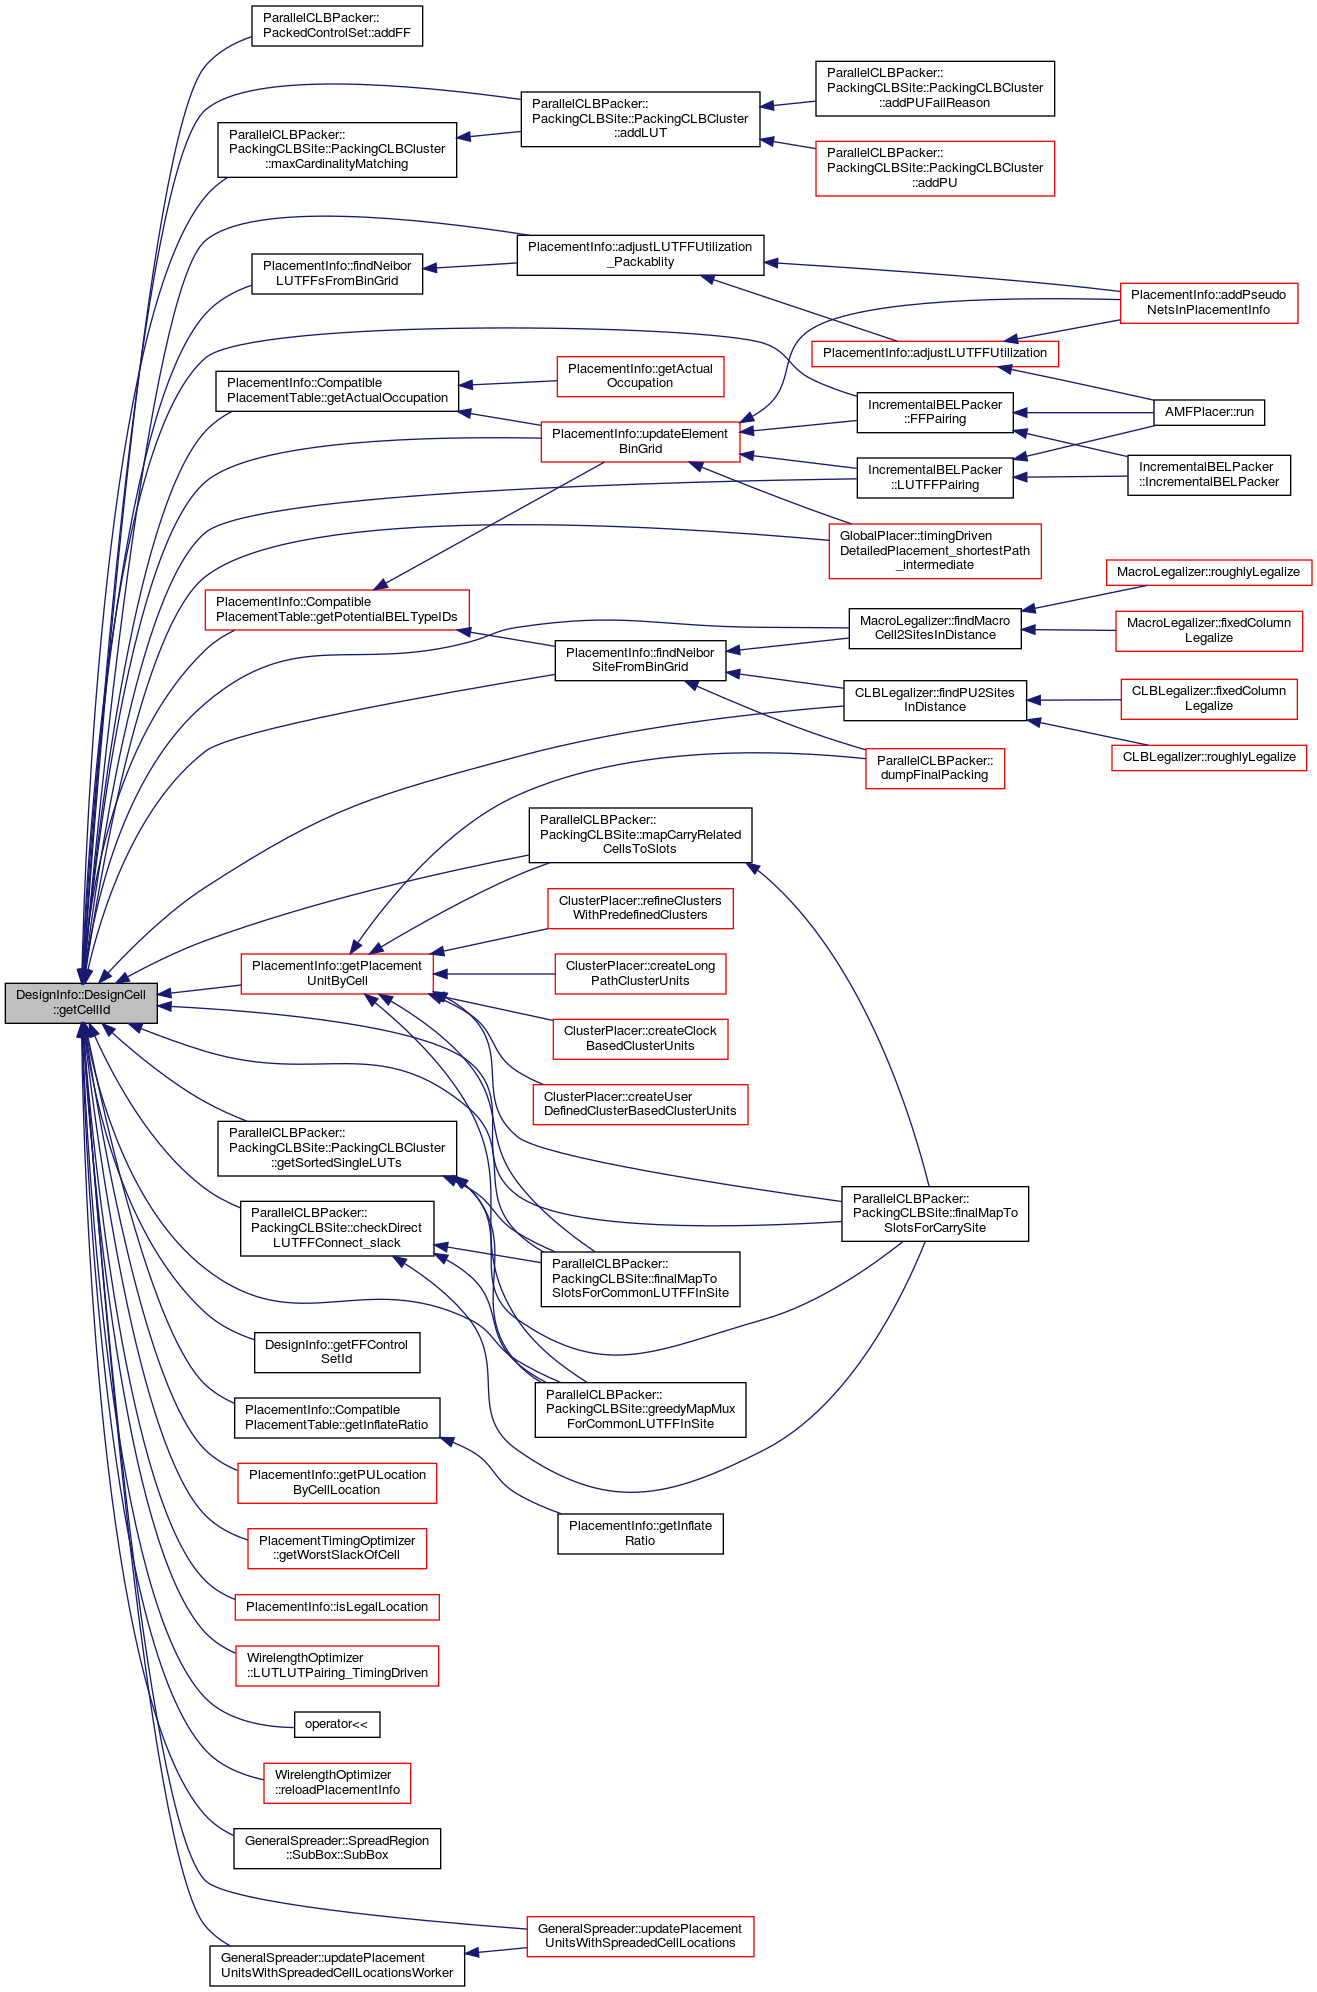 ParallelCLBPacker::
PackedControlSet::addFF
ParallelCLBPacker::
PackingCLBSite::PackingCLBCluster
::addPUFailReason
ParallelCLBPacker::
PackingCLBSite::PackingCLBCluster
::addLUT
ParallelCLBPacker::
PackingCLBSite::PackingCLBCluster
::maxCardinalityMatching
ParallelCLBPacker::
PackingCLBSite::PackingCLBCluster
::addPU
PlacementInfo::adjustLUTFFUtilization
_Packablity
PlacementInfo::findNeibor
LUTFFsFromBinGrid
PlacementInfo::addPseudo
NetsInPlacementInfo
PlacementInfo::adjustLUTFFUtilization
PlacementInfo::getActual
Occupation
PlacementInfo::Compatible
PlacementTable::getActualOccupation
IncrementalBELPacker
::FFPairing
AMFPlacer::run
PlacementInfo::updateElement
BinGrid
IncrementalBELPacker
::LUTFFPairing
IncrementalBELPacker
::IncrementalBELPacker
GlobalPlacer::timingDriven
DetailedPlacement_shortestPath
_intermediate
MacroLegalizer::roughlyLegalize
PlacementInfo::Compatible
PlacementTable::getPotentialBELTypeIDs
MacroLegalizer::findMacro
Cell2SitesInDistance
MacroLegalizer::fixedColumn
Legalize
PlacementInfo::findNeibor
SiteFromBinGrid
CLBLegalizer::findPU2Sites
InDistance
CLBLegalizer::fixedColumn
Legalize
CLBLegalizer::roughlyLegalize
ParallelCLBPacker::
dumpFinalPacking
ParallelCLBPacker::
PackingCLBSite::mapCarryRelated
CellsToSlots
ClusterPlacer::refineClusters
WithPredefinedClusters
PlacementInfo::getPlacement
UnitByCell
ClusterPlacer::createLong
PathClusterUnits
DesignInfo::DesignCell
::getCellId
ClusterPlacer::createClock
BasedClusterUnits
ClusterPlacer::createUser
DefinedClusterBasedClusterUnits
ParallelCLBPacker::
PackingCLBSite::PackingCLBCluster
::getSortedSingleLUTs
ParallelCLBPacker::
PackingCLBSite::finalMapTo
SlotsForCarrySite
ParallelCLBPacker::
PackingCLBSite::checkDirect
LUTFFConnect_slack
ParallelCLBPacker::
PackingCLBSite::finalMapTo
SlotsForCommonLUTFFInSite
DesignInfo::getFFControl
SetId
ParallelCLBPacker::
PackingCLBSite::greedyMapMux
ForCommonLUTFFInSite
PlacementInfo::Compatible
PlacementTable::getInflateRatio
PlacementInfo::getPULocation
ByCellLocation
PlacementInfo::getInflate
Ratio
PlacementTimingOptimizer
::getWorstSlackOfCell
PlacementInfo::isLegalLocation
WirelengthOptimizer
::LUTLUTPairing_TimingDriven
operator<<
WirelengthOptimizer
::reloadPlacementInfo
GeneralSpreader::SpreadRegion
::SubBox::SubBox
GeneralSpreader::updatePlacement
UnitsWithSpreadedCellLocations
GeneralSpreader::updatePlacement
UnitsWithSpreadedCellLocationsWorker